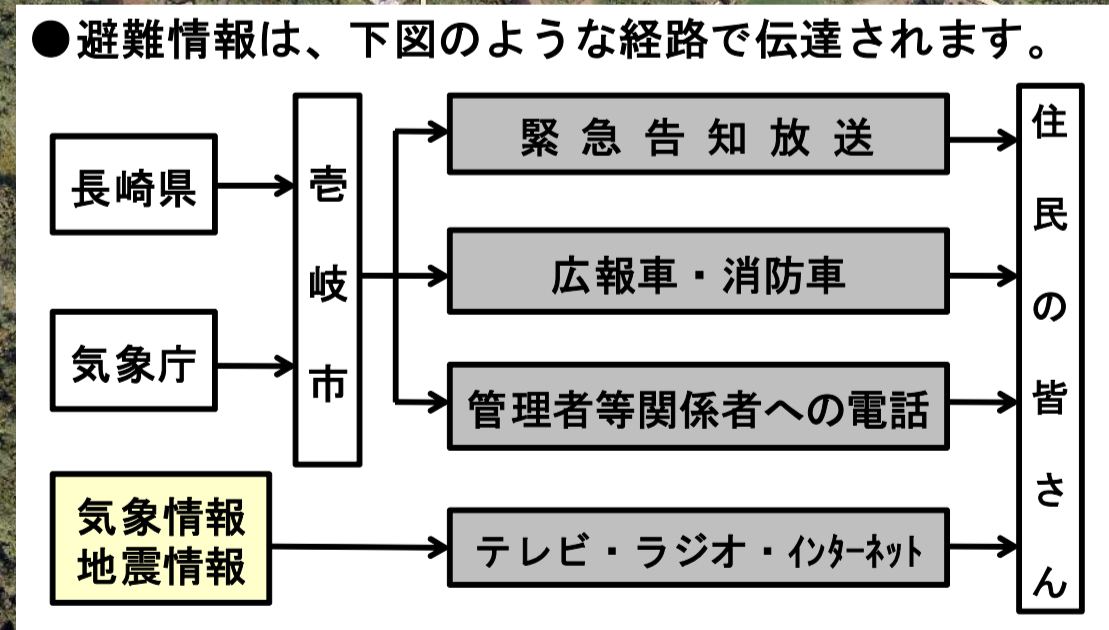 ●避難情報は、下図のような経路で伝達されます。
長崎県
気象庁
壱岐市
緊急告知放送
広報車・消防車
管理者等関係者への電話
気象情報
地震情報
テレビ・ラジオ・ｲﾝﾀｰﾈｯﾄ
住民の皆さん